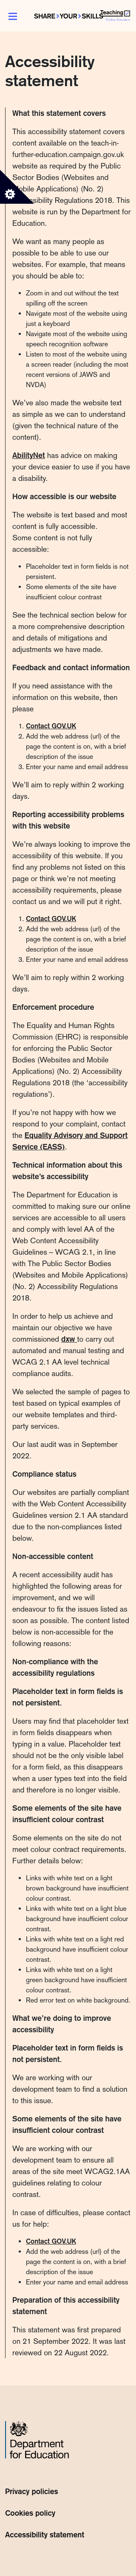 SHARE > YOUR > SKILLS
Teaching
Further Education
Accessibility
statement
What this statement covers
This accessibility statement covers
content available on the teach-in-
further-education.campaign.gov.uk
website as required by the Public
Sector Bodies (Websites and
Mobile Applications) (No. 2)
Accessibility Regulations 2018. This
website is run by the Department for
Education.
We want as many people as
possible to be able to use our
websites. For example, that means
you should be able to:
• Zoom in and out without the text
spilling off the screen
• Navigate most of the website using
just a keyboard
• Navigate most of the website using
speech recognition software
• Listen to most of the website using
a screen reader (including the most
recent versions of JAWS and
NVDA)
We've also made the website text
as simple as we can to understand
(given the technical nature of the
content).
AbilityNet has advice on making
your device easier to use if you have
a disability.
How accessible is our website
The website is text based and most
content is fully accessible.
Some content is not fully
accessible:
• Placeholder text in form fields is not
persistent.
• Some elements of the site have
insufficient colour contrast
See the technical section below for
a more comprehensive description
and details of mitigations and
adjustments we have made.
Feedback and contact information
If you need assistance with the
information on this website, then
please
1. Contact GOV.UK
2. Add the web address (url) of the
page the content is on, with a brief
description of the issue
3. Enter your name and email address
We'll aim to reply within 2 working
days.
Reporting accessibility problems
with this website
We're always looking to improve the
accessibility of this website. If you
find any problems not listed on this
page or think we're not meeting
accessibility requirements, please
contact us and we will put it right.
1. Contact GOV.UK
2. Add the web address (url) of the
page the content is on, with a brief
description of the issue
3. Enter your name and email address
We'll aim to reply within 2 working
days.
Enforcement procedure
The Equality and Human Rights
Commission (EHRC) is responsible
for enforcing the Public Sector
Bodies (Websites and Mobile
Applications) (No. 2) Accessibility
Regulations 2018 (the 'accessibility
regulations').
If you're not happy with how we
respond to your complaint, contact
the Equality Advisory and Support
Service (EASS).
Technical information about this
website's accessibility
The Department for Education is
committed to making sure our online
services are accessible to all users
and comply with level AA of the
Web Content Accessibility
Guidelines – WCAG 2.1, in line
with The Public Sector Bodies
(Websites and Mobile Applications)
(No. 2) Accessibility Regulations
2018.
In order to help us achieve and
maintain our objective we have
commissioned dxw to carry out
automated and manual testing and
WCAG 2.1 AA level technical
compliance audits.
We selected the sample of pages to
test based on typical examples of
our website templates and third-
party services.
Our last audit was in September
2022.
Compliance status
Our websites are partially compliant
with the Web Content Accessibility
Guidelines version 2.1 AA standard
due to the non-compliances listed
below.
Non-accessible content
A recent accessibility audit has
highlighted the following areas for
improvement, and we will
endeavour to fix the issues listed as
soon as possible. The content listed
below is non-accessible for the
following reasons:
Non-compliance with the
accessibility regulations
Placeholder text in form fields is
not persistent.
Users may find that placeholder text
in form fields disappears when
typing in a value. Placeholder text
should not be the only visible label
for a form field, as this disappears
when a user types text into the field
and therefore is no longer visible.
Some elements of the site have
insufficient colour contrast
Some elements on the site do not
meet colour contrast requirements.
Further details below:
• Links with white text on a light
brown background have insufficient
colour contrast.
• Links with white text on a light blue
background have insufficient colour
contrast.
• Links with white text on a light red
background have insufficient colour
contrast.
• Links with white text on a light
green background have insufficient
colour contrast.
• Red error text on white background.
What we're doing to improve
accessibility
Placeholder text in form fields is
not persistent.
We are working with our
development team to find a solution
to this issue.
Some elements of the site have
insufficient colour contrast
We are working with our
development team to ensure all
areas of the site meet WCAG2.1AA
guidelines relating to colour
contrast.
In case of difficulties, please contact
us for help:
• Contact GOV.UK
• Add the web address (url) of the
page the content is on, with a brief
description of the issue
• Enter your name and email address
Preparation of this accessibility
statement
This statement was first prepared
on 21 September 2022. It was last
reviewed on 22 August 2022.
Department
for Education
Privacy policies
Cookies policy
Accessibility statement